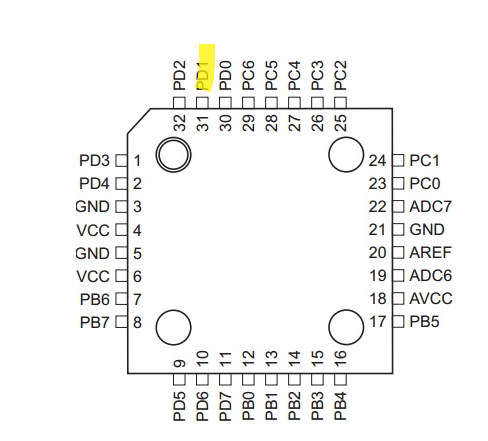 PD2 PD1 PD0 PC6 PC5 PC4 PC3 PC2
32 31 30 29 28 27 26 25
PD3 1 24 PC1
PD4 2 23 PC0
GND 3 22 ADC7
VCC 4 21 GND
GND 5 20 AREF
VCC 6 19 ADC6
PB6 7 18 AVCC
PB7 8 17 PB5
9 10 11 12 13 14 15 16
PD5 PD6 PD7 PB0 PB1 PB2 PB3 PB4